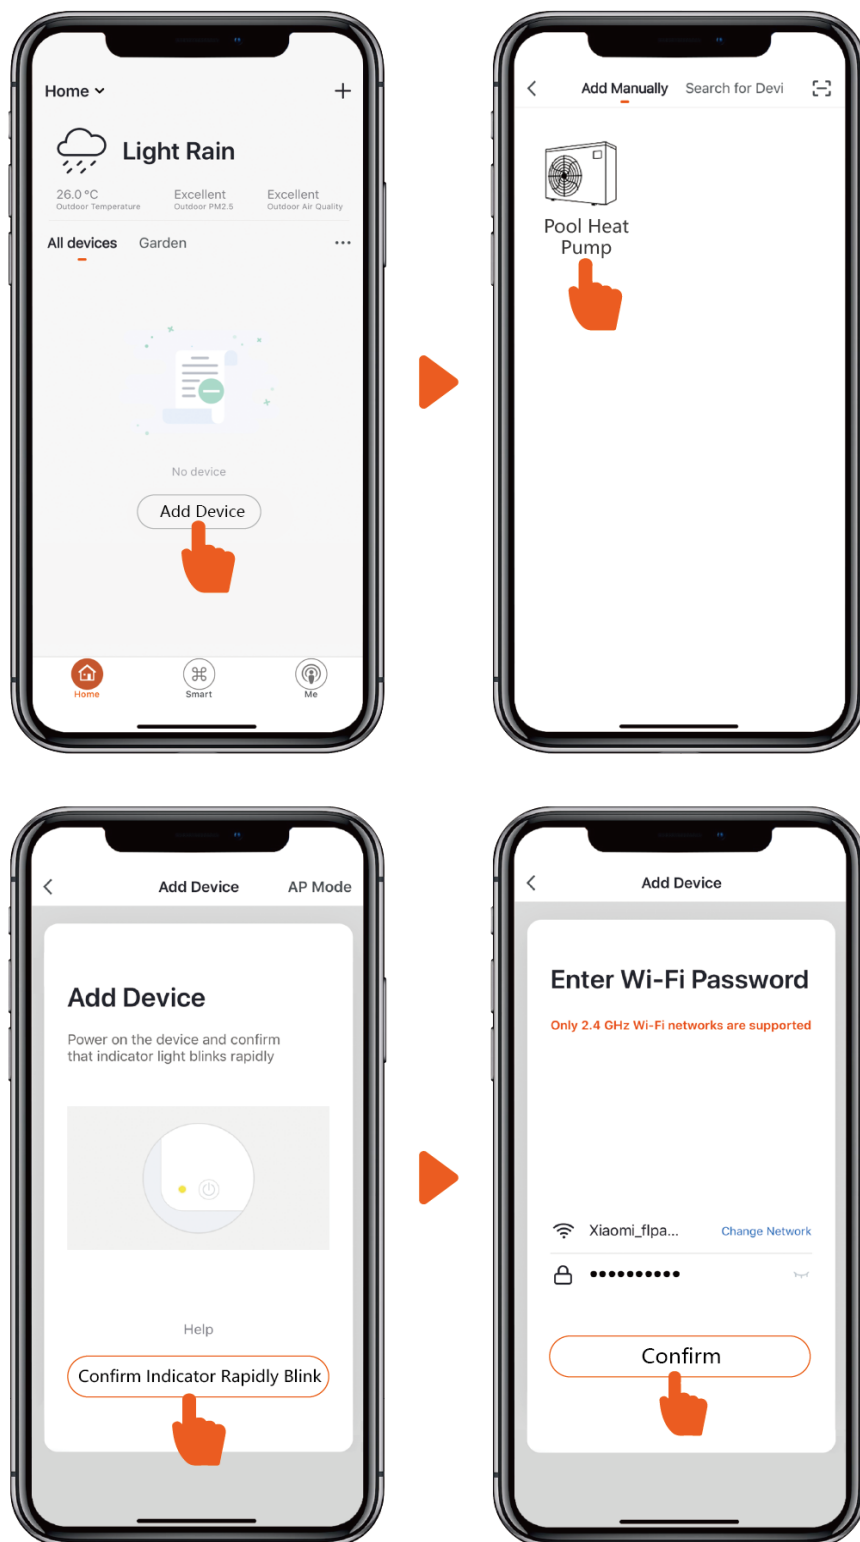 Home
Light Rain
26.0 °C Excellent Excellent
Outdoor Temperature Outdoor PM2.5 Outdoor Air Quality
All devices Garden
No device
Add Device
Home Smart Me
Add Manually Search for Devi
Pool Heat
Pump
Add Device AP Mode
Add Device
Power on the device and confirm
that indicator light blinks rapidly
Help
Confirm Indicator Rapidly Blink
Add Device
Enter Wi-Fi Password
Only 2.4 GHz Wi-Fi networks are supported
Xiaomi_flpa... Change Network
Confirm